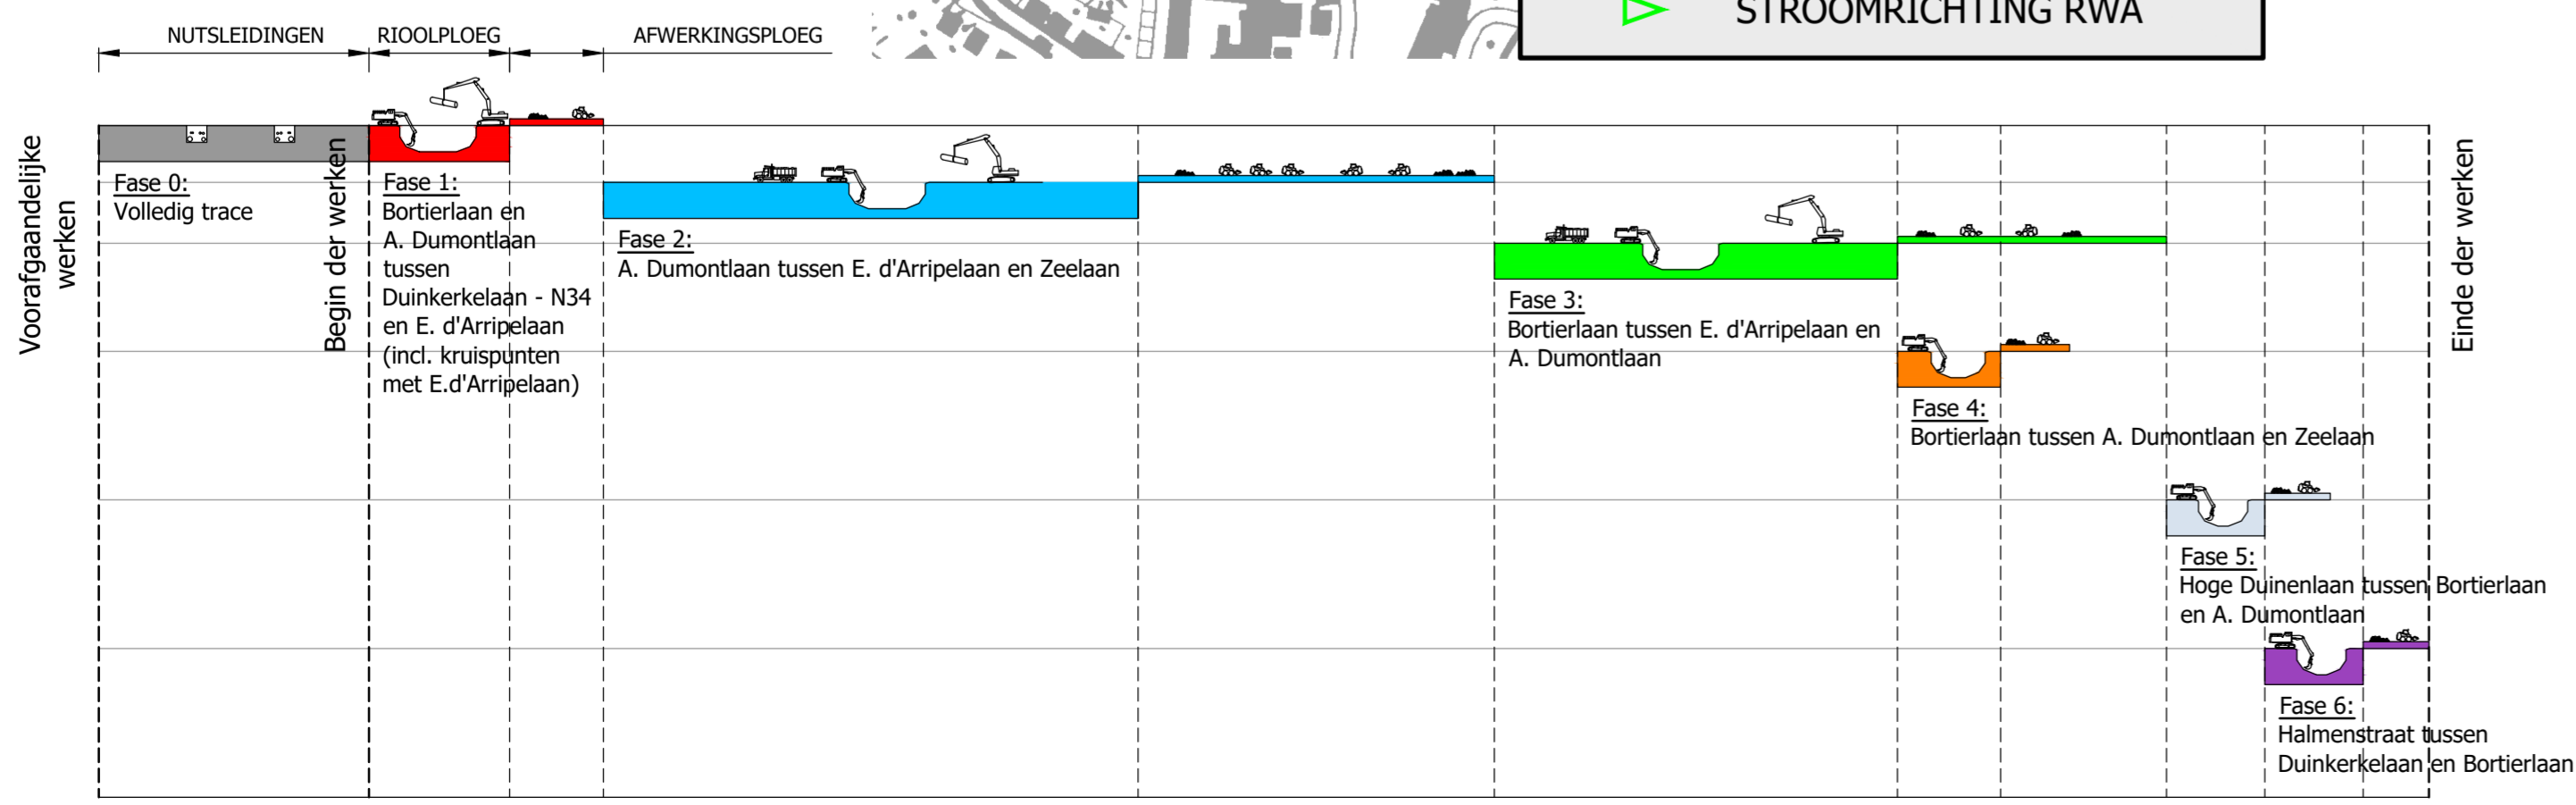 STROOMRICHTING RWA
NUTSLEIDINGEN
RIOOLPLOEG
AFWERKINGSPLOEG
Voorafgaandelijke
werken
Begin der werken
Einde der werken
Fase 0:
Volledig trace
Fase 1:
Bortierlaan en
A. Dumontlaan
tussen
Duinkerkelaan - N34
en E. d'Arripelaan
(incl. kruispunten
met E.d'Arripelaan)
Fase 2:
A. Dumontlaan tussen E. d'Arripelaan en Zeelaan
Fase 3:
Bortierlaan tussen E. d'Arripelaan en
A. Dumontlaan
Fase 4:
Bortierlaan tussen A. Dumontlaan en Zeelaan
Fase 5:
Hoge Duinenlaan tussen Bortierlaan
en A. Dumontlaan
Fase 6:
Halmenstraat tussen
Duinkerkelaan en Bortierlaan